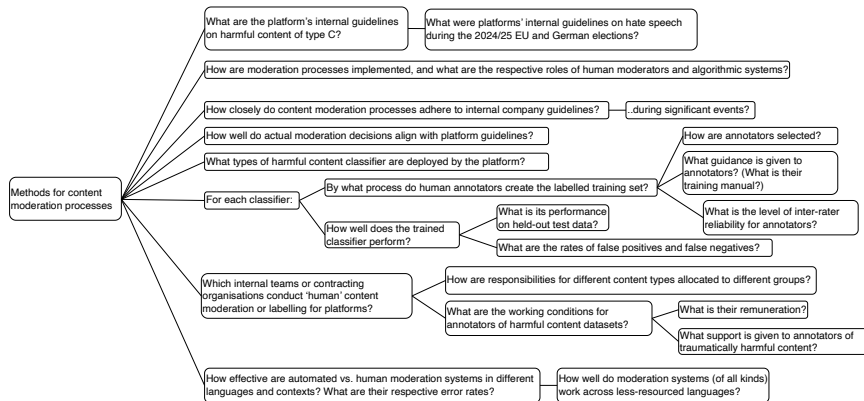 What are the platform's internal guidelines
on harmful content of type C?
What were platforms' internal guidelines on hate speech
during the 2024/25 EU and German elections?
How are moderation processes implemented, and what are the respective roles of human moderators and algorithmic systems?
How closely do content moderation processes adhere to internal company guidelines?
..during significant events?
How well do actual moderation decisions align with platform guidelines?
What types of harmful content classifier are deployed by the platform?
Methods for content
moderation processes
For each classifier:
By what process do human annotators create the labelled training set?
How are annotators selected?
What guidance is given to
annotators? (What is their
training manual?)
What is the level of inter-rater
reliability for annotators?
How well does the trained
classifier perform?
What is its performance
on held-out test data?
What are the rates of false positives and false negatives?
Which internal teams or contracting
organisations conduct 'human' content
moderation or labelling for platforms?
How are responsibilities for different content types allocated to different groups?
What are the working conditions for
annotators of harmful content datasets?
What is their remuneration?
What support is given to annotators of
traumatically harmful content?
How effective are automated vs. human moderation systems in different
languages and contexts? What are their respective error rates?
How well do moderation systems (of all kinds)
work across less-resourced languages?